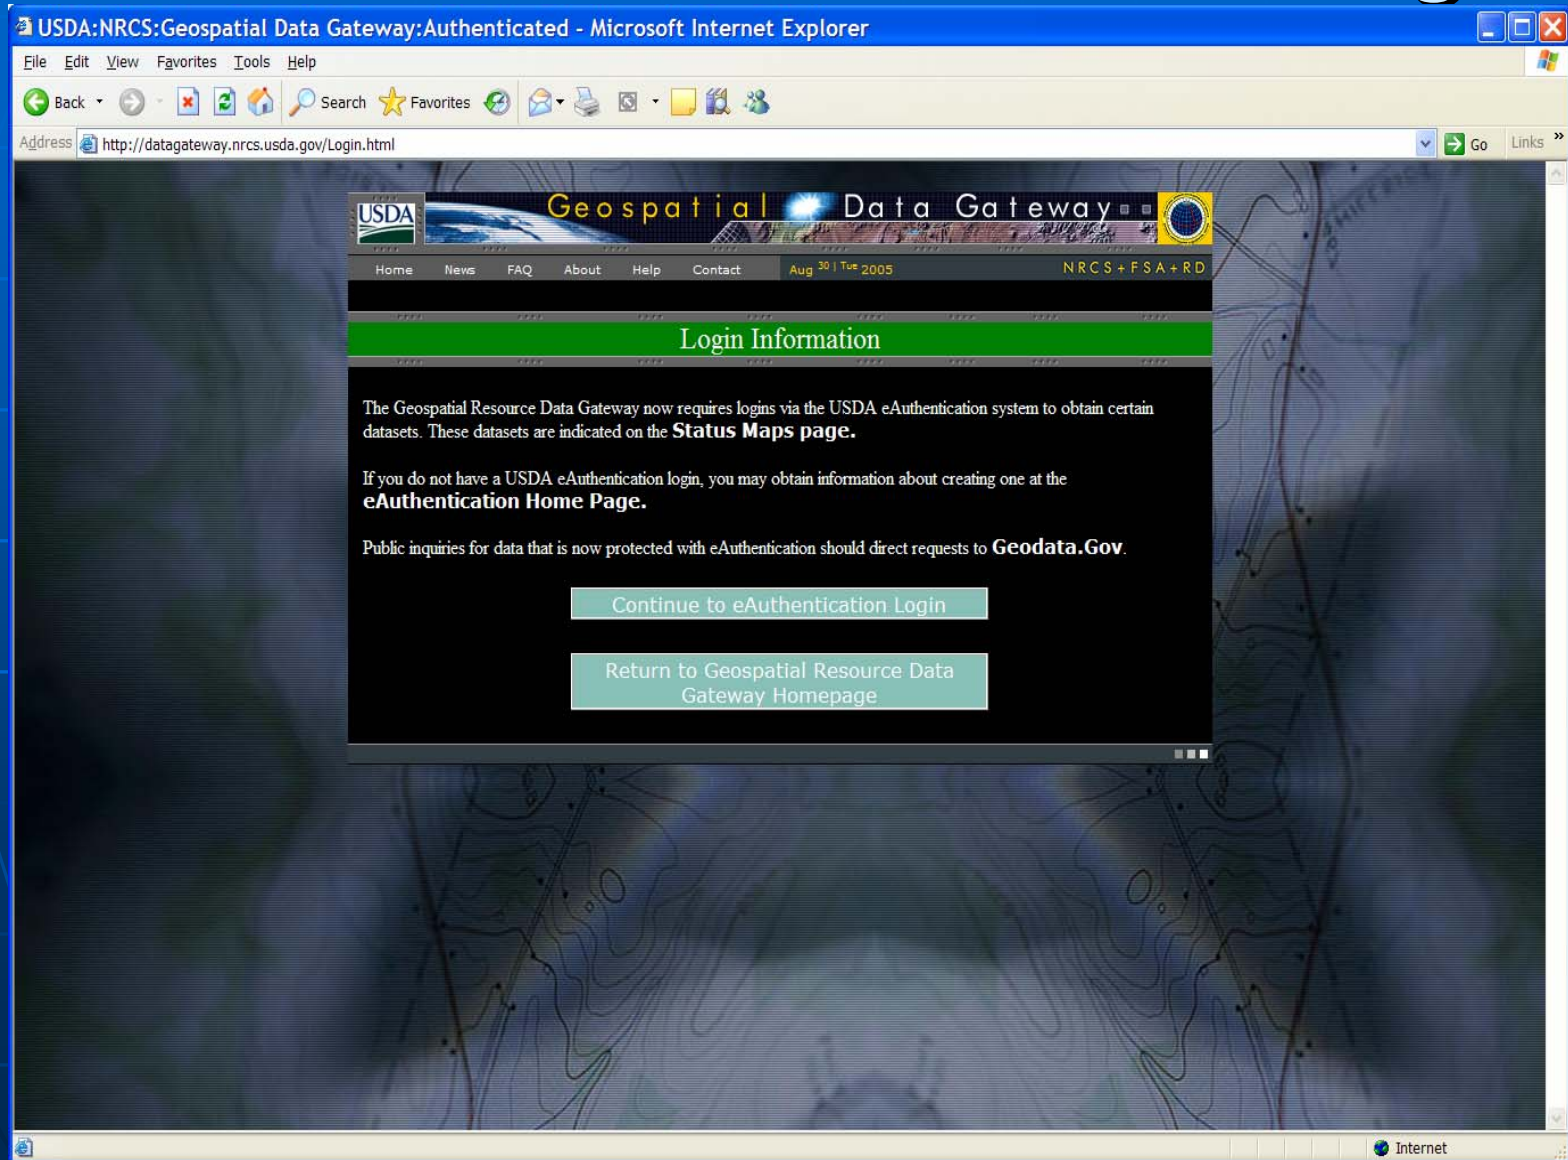 USDA:NRCS:Geospatial Data Gateway:Authenticated - Microsoft Internet Explorer
File Edit View Favorites Tools Help
Back Search Favorites
Address http://datagateway.nrcs.usda.gov/Login.html Go Links »
USDA Geospatial Data Gateway
Home News FAQ About Help Contact Aug 30 | Tue 2005 NRCS+FSA+RD
Login Information
The Geospatial Resource Data Gateway now requires logins via the USDA eAuthentication system to obtain certain
datasets. These datasets are indicated on the Status Maps page.
If you do not have a USDA eAuthentication login, you may obtain information about creating one at the
eAuthentication Home Page.
Public inquiries for data that is now protected with eAuthentication should direct requests to Geodata.Gov.
Continue to eAuthentication Login
Return to Geospatial Resource Data
Gateway Homepage
Internet